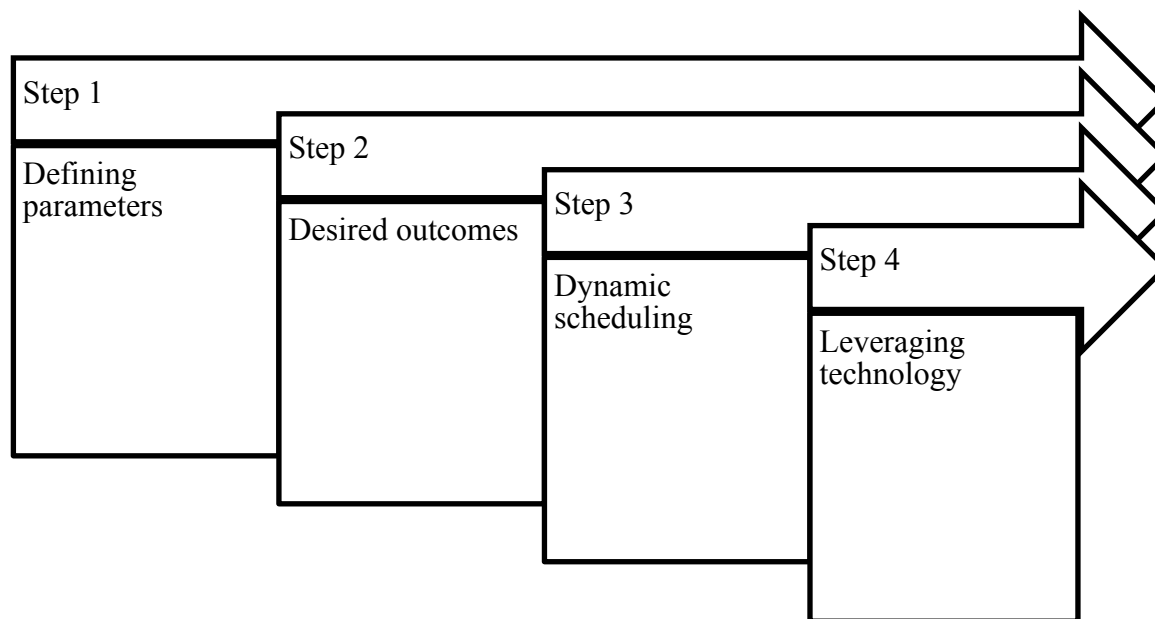 Step 1
Defining
parameters
Step 2
Desired outcomes
Step 3
Dynamic
scheduling
Step 4
Leveraging
technology